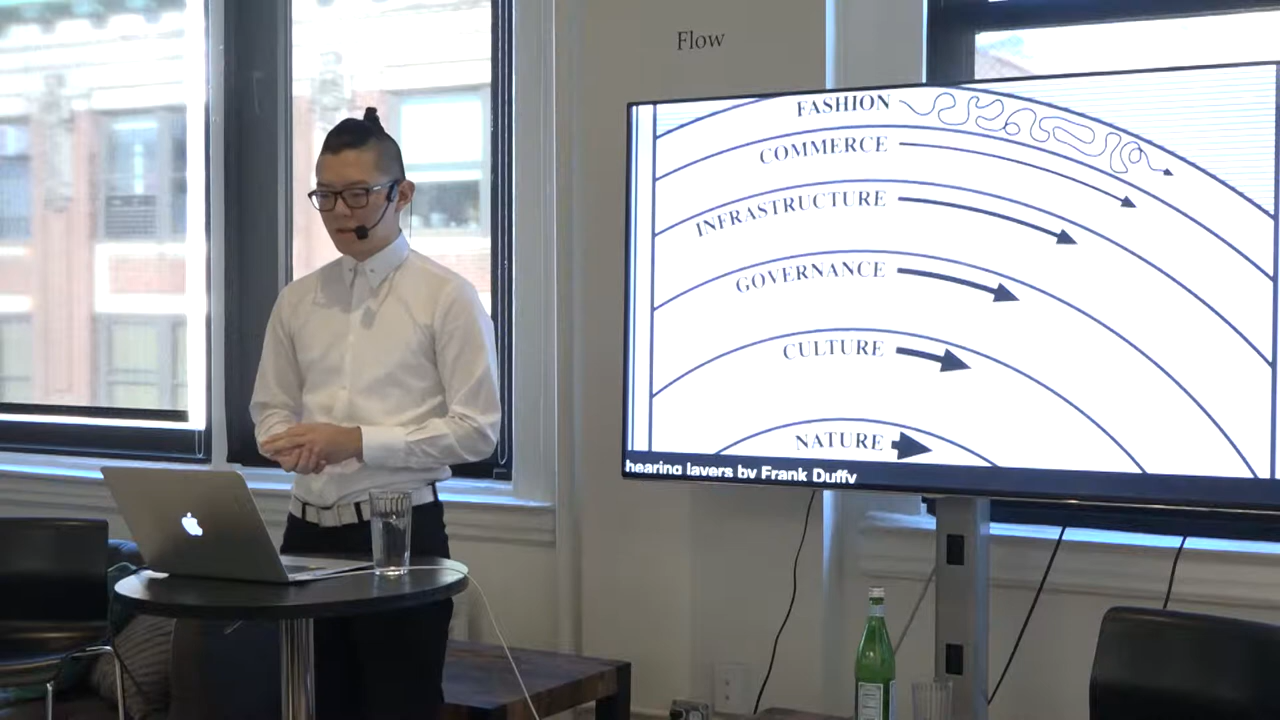 Flow
FASHION
COMMERCE
INFRASTRUCTURE
GOVERNANCE
CULTURE
NATURE
hearing layers by Frank Duffy